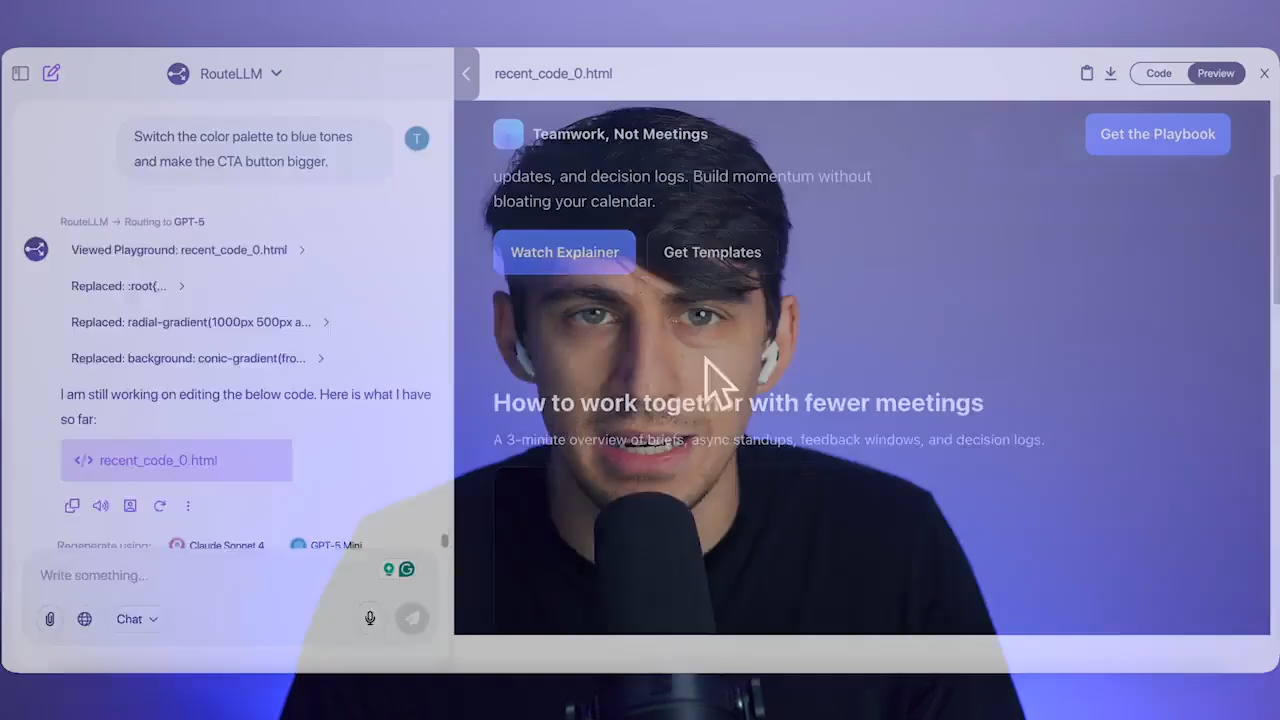 RouteLLM
Switch the color palette to blue tones
and make the CTA button bigger.
RouteLLM → Routing to GPT-5
Viewed Playground: recent_code_0.html
Replaced: :root{...
Replaced: radial-gradient(1000px 500px a...
Replaced: background: conic-gradient(fro...
I am still working on editing the below code. Here is what I have
so far:
</> recent_code_0.html
Regenerate using: Claude Sonnet 4 GPT-5 Mini
Write something...
Chat
recent_code_0.html
Code Preview
T
Teamwork, Not Meetings
Get the Playbook
updates, and decision logs. Build momentum without
bloating your calendar.
Watch Explainer Get Templates
How to work together with fewer meetings
A 3-minute overview of briefs, async standups, feedback windows, and decision logs.